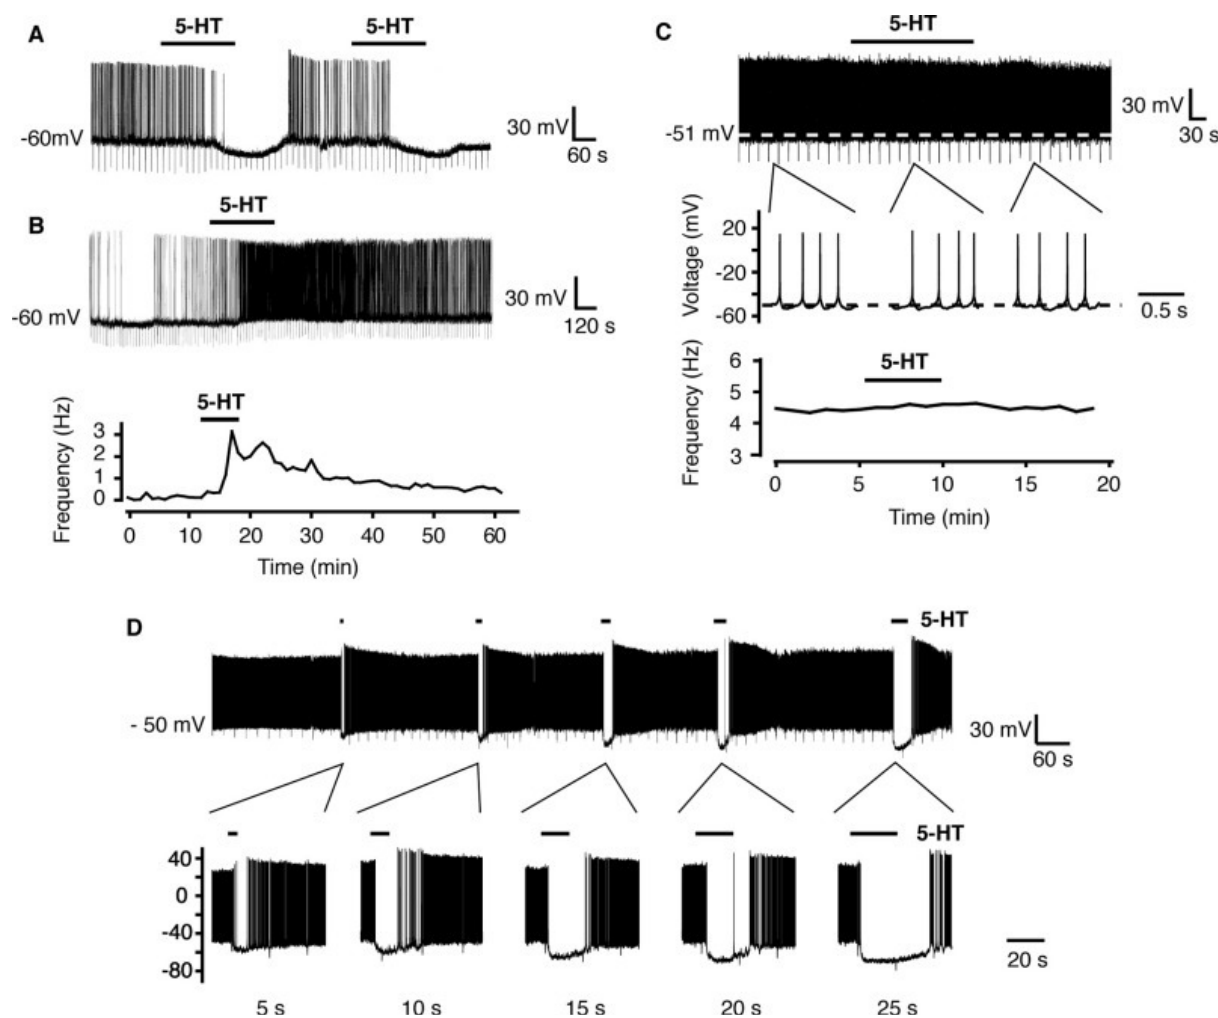 A
5-HT
5-HT
-60mV
30 mV
60 s
B
5-HT
-60 mV
30 mV
120 s
5-HT
Frequency (Hz)
3
2
1
0
0 10 20 30 40 50 60
Time (min)
C
5-HT
-51 mV
30 mV
30 s
Voltage (mV)
20
-20
-60
0.5 s
Frequency (Hz)
6
5
4
3
5-HT
0 5 10 15 20
Time (min)
D
5-HT
- 50 mV
30 mV
60 s
5-HT
40
0
-40
-80
20 s
5 s 10 s 15 s 20 s 25 s